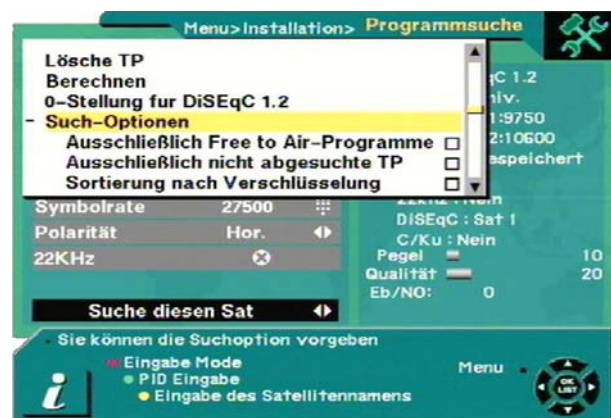 Menu>Installation> Programmsuche
Lösche TP
Berechnen
0-Stellung fur DiSEqC 1.2
- Such-Optionen
Ausschließlich Free to Air-Programme
Ausschließlich nicht abgesuchte TP
Sortierung nach Verschlüsselung
C 1.2
iv.
1:9750
2:10600
espeichert
Symbolrate 27500
Polarität Hor.
22KHz
22KHz : Nein
DiSEqC : Sat 1
C/Ku : Nein
Pegel 10
Qualität 20
Eb/NO: 0
Suche diesen Sat
Sie können die Suchoption vorgeben
Eingabe Mode
PID Eingabe
Eingabe des Satellitennamens
Menu
OK
LIST